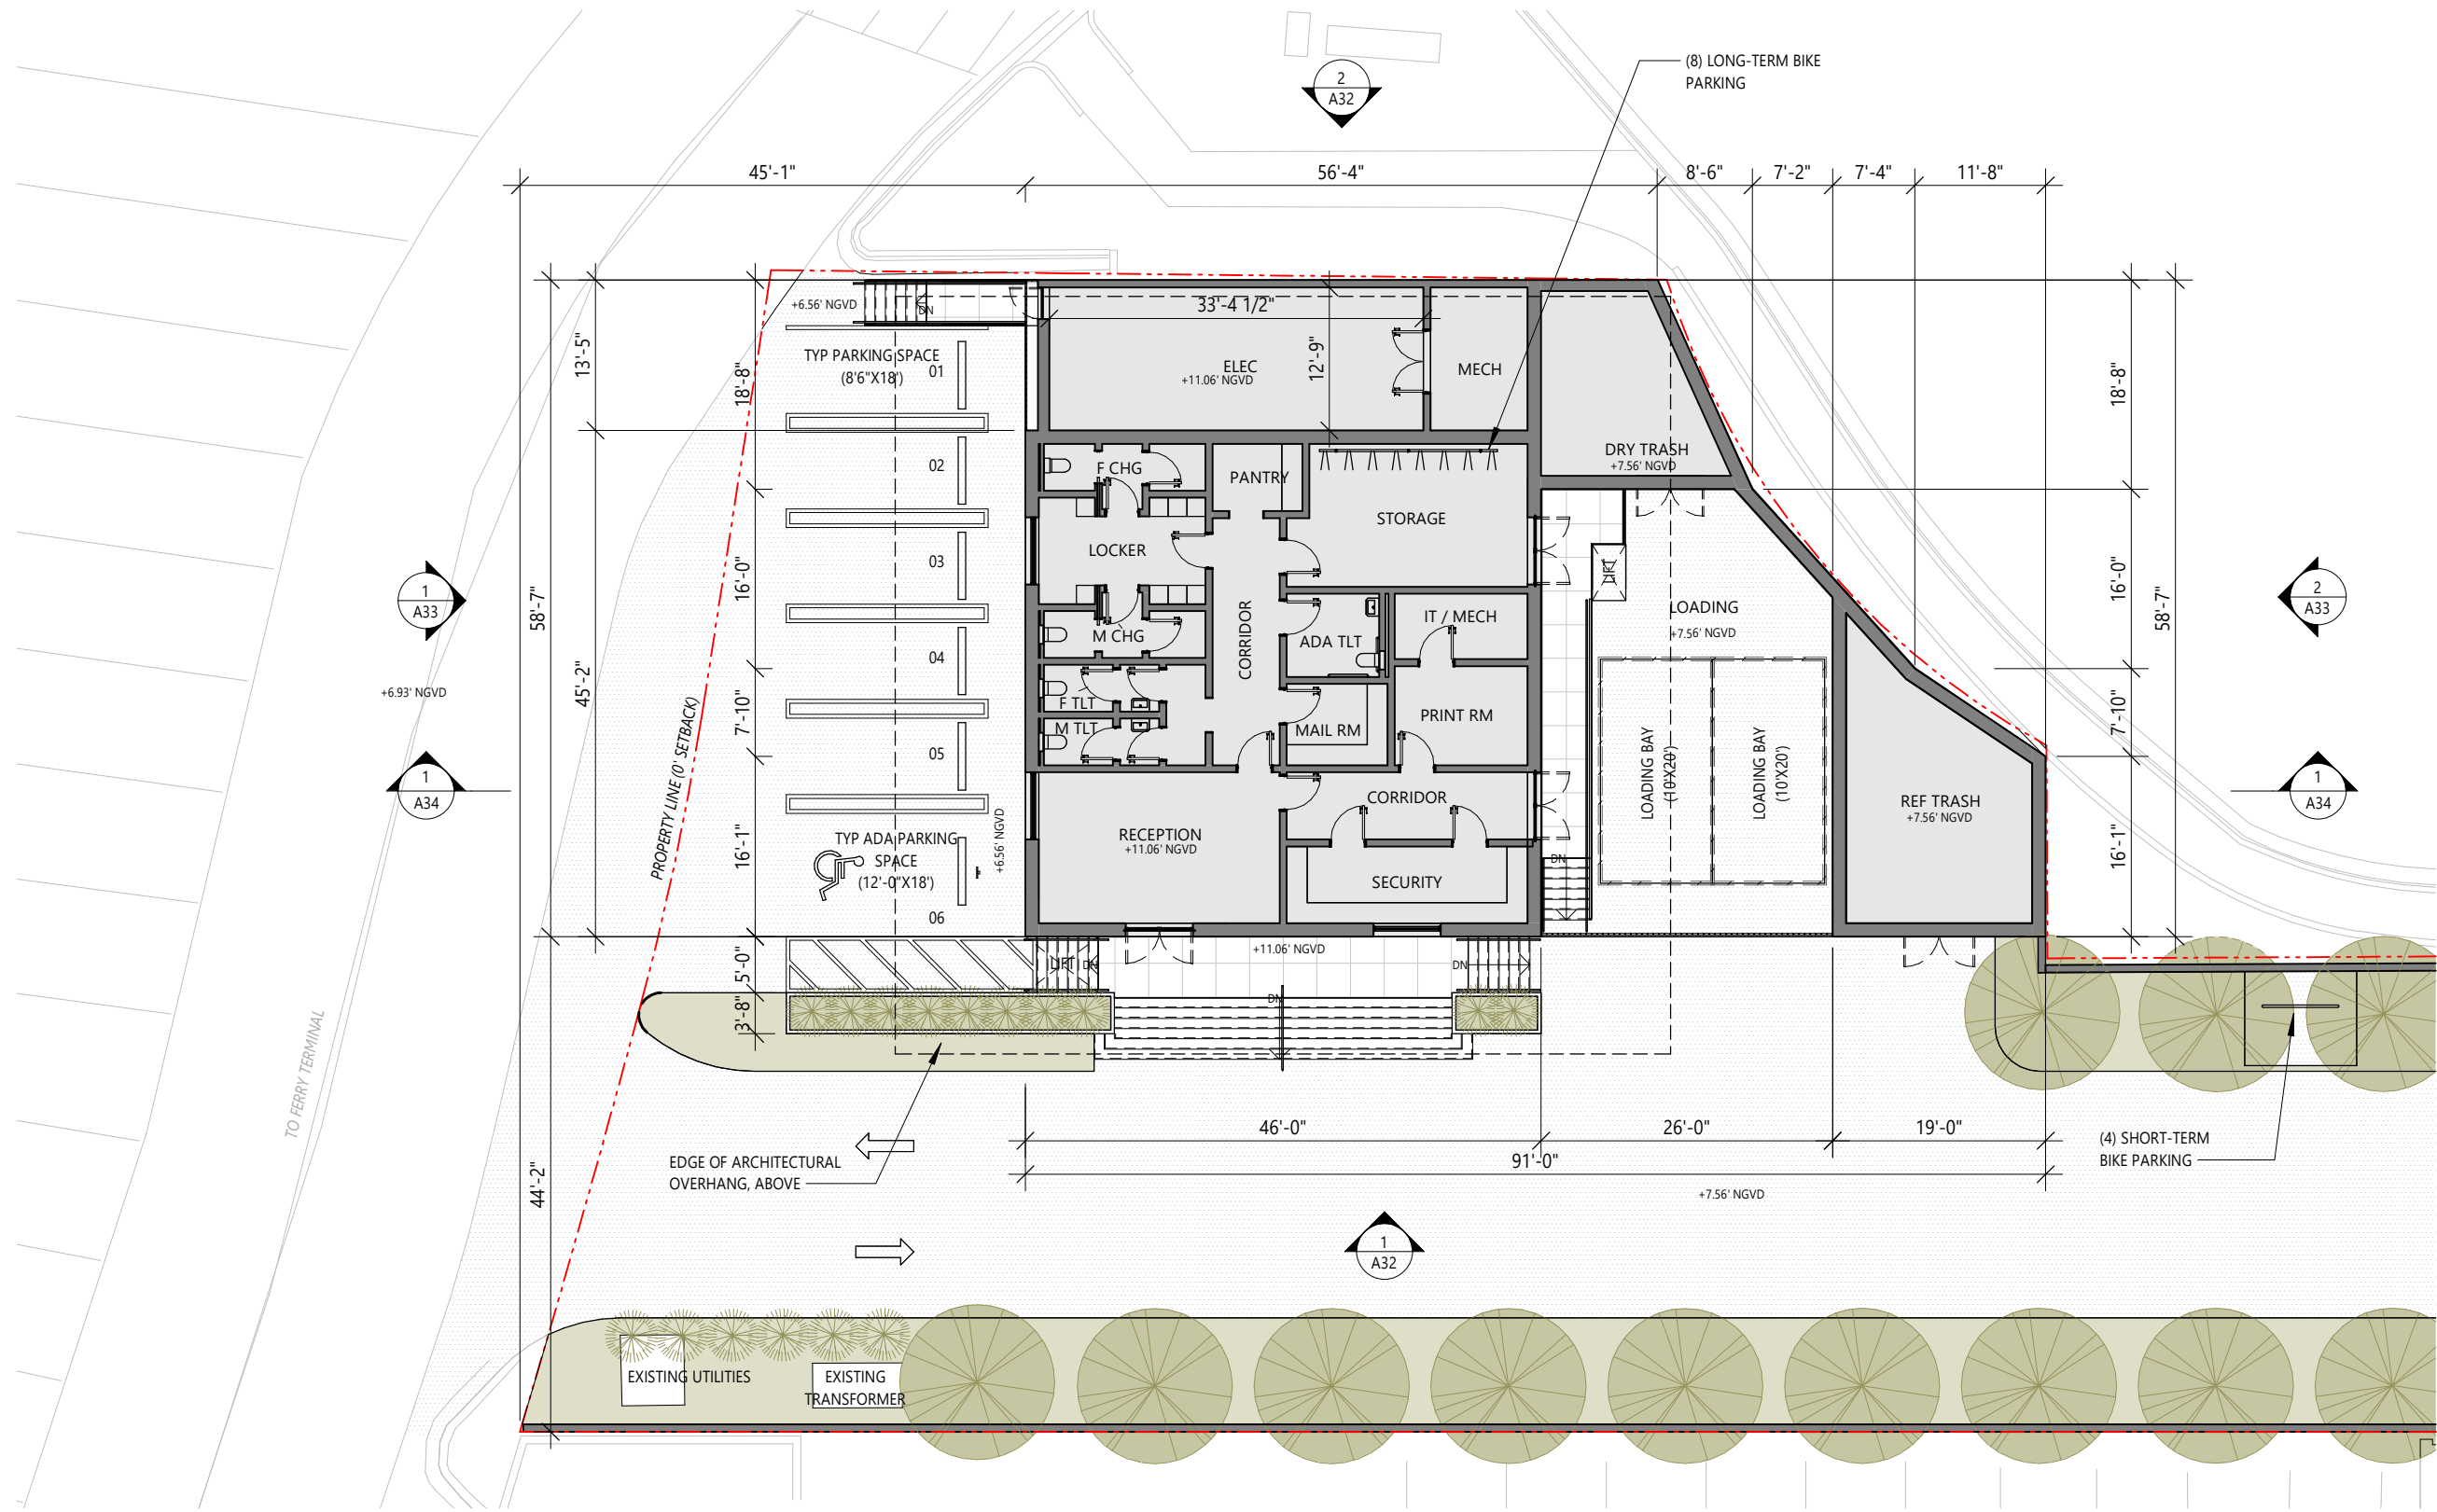 (8) LONG-TERM BIKE
PARKING
2
A32
45'-1"
56'-4"
8'-6"
7'-2"
7'-4"
11'-8"
+6.56' NGVD
DN
33'-4 1/2"
13'-5"
18'-8"
TYP PARKING SPACE
(8'6"X18')
01
ELEC
+11.06' NGVD
12'-9"
MECH
18'-8"
DRY TRASH
+7.56' NGVD
02
F CHG
PANTRY
STORAGE
03
LOCKER
LIFT
16'-0"
16'-0"
58'-7"
58'-7"
1
A33
2
A33
LOADING
+7.56' NGVD
CORRIDOR
IT / MECH
M CHG
ADA TLT
04
+6.93' NGVD
45'-2"
PROPERTY LINE (0' SETBACK)
7'-10"
F TLT
M TLT
MAIL RM
PRINT RM
7'-10"
05
LOADING BAY
(10'X20')
LOADING BAY
(10'X20')
1
A34
1
A34
CORRIDOR
REF TRASH
+7.56' NGVD
16'-1"
TYP ADA PARKING
SPACE
(12'-0"X18')
+6.56' NGVD
RECEPTION
+11.06' NGVD
16'-1"
DN
SECURITY
06
+11.06' NGVD
5'-0"
LIFT
DN
DN
DN
3'-8"
TO FERRY TERMINAL
46'-0"
26'-0"
19'-0"
(4) SHORT-TERM
BIKE PARKING
EDGE OF ARCHITECTURAL
OVERHANG, ABOVE
91'-0"
44'-2"
+7.56' NGVD
1
A32
EXISTING UTILITIES
EXISTING
TRANSFORMER